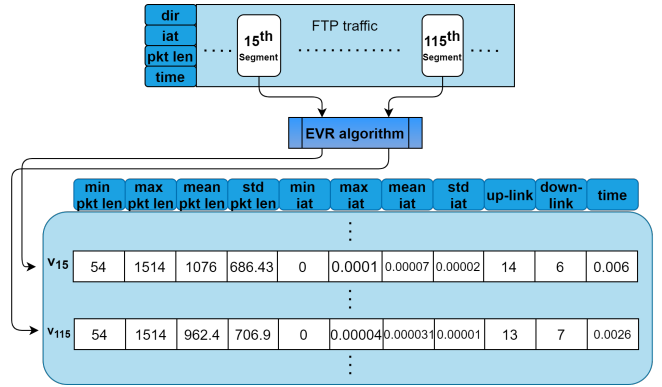 dir
iat
pkt len
time
FTP traffic
15th
Segment
115th
Segment
EVR algorithm
min pkt len
max pkt len
mean pkt len
std pkt len
min iat
max iat
mean iat
std iat
up-link
down-link
time
v15 54 1514 1076 686.43 0 0.0001 0.00007 0.00002 14 6 0.006
v115 54 1514 962.4 706.9 0 0.00004 0.000031 0.00001 13 7 0.0026